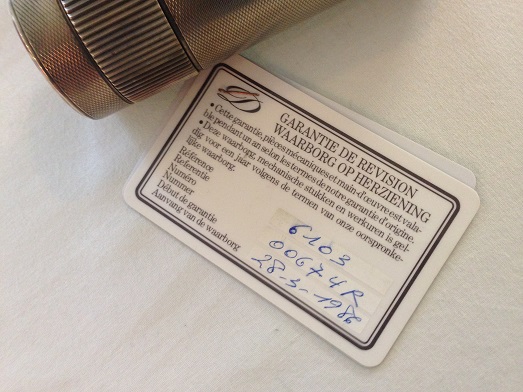 GARANTIE DE REVISION
WAARBORG OP HERZIENING
• Cette garantie, pièces mécaniques et main-d'œuvre est vala-
ble pendant un an selon les termes de notre garantie d'origine.
• Deze waarborg, mechanische stukken en werkuren is gel-
dig voor een jaar volgens de termen van onze oorspronke-
lijke waarborg.
Référence
Referentie
Numéro
Nummer
Début de garantie
Aanvang van de waarborg
6103
00674R
28-5-1986